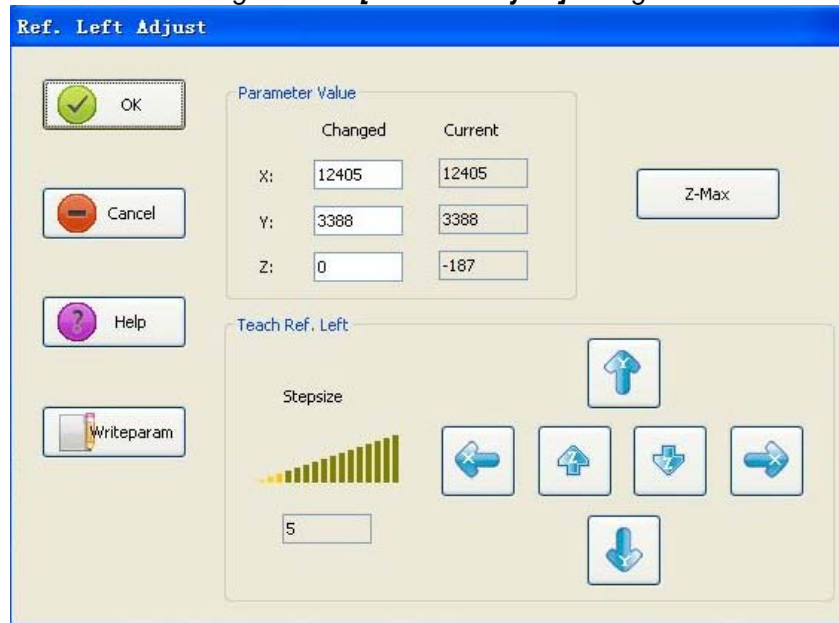 Ref. Left Adjust
OK
Cancel
Help
Writeparam
Parameter Value
Changed Current
X: 12405 12405
Y: 3388 3388
Z: 0 -187
Z-Max
Teach Ref. Left
Stepsize
5
Y
X Z Z X
Y